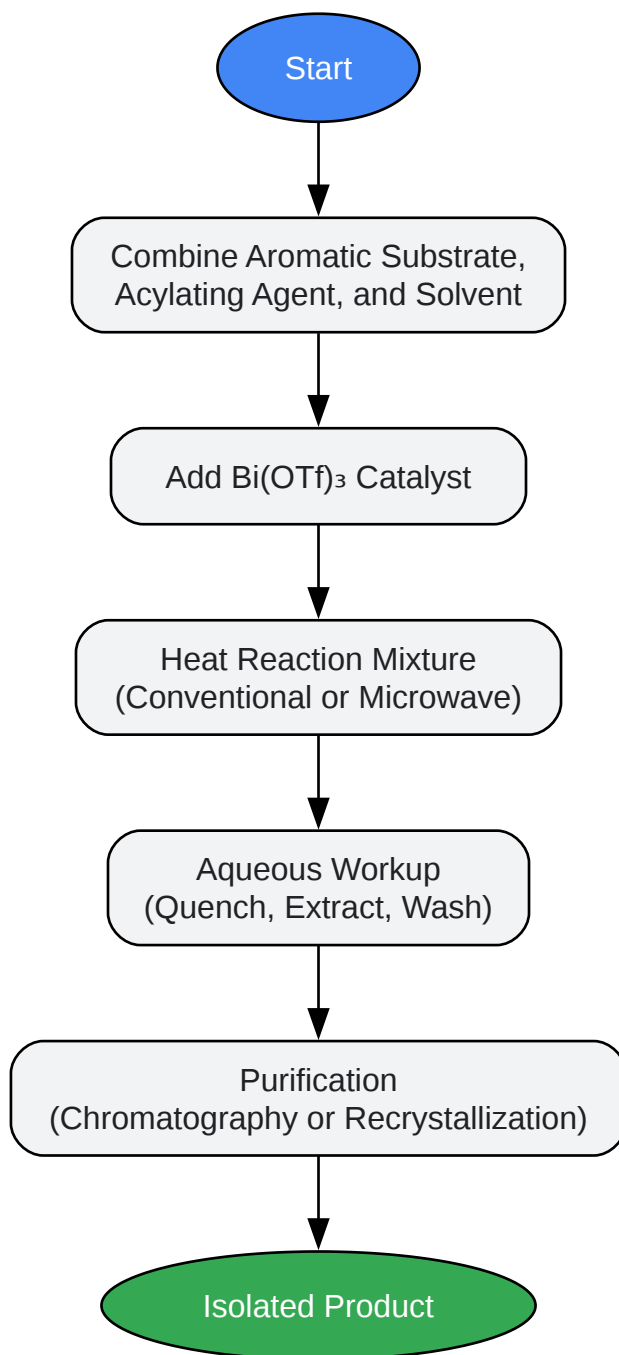 Start
Combine Aromatic Substrate,
Acylating Agent, and Solvent
Add Bi(OTf)₃ Catalyst
Heat Reaction Mixture
(Conventional or Microwave)
Aqueous Workup
(Quench, Extract, Wash)
Purification
(Chromatography or Recrystallization)
Isolated Product